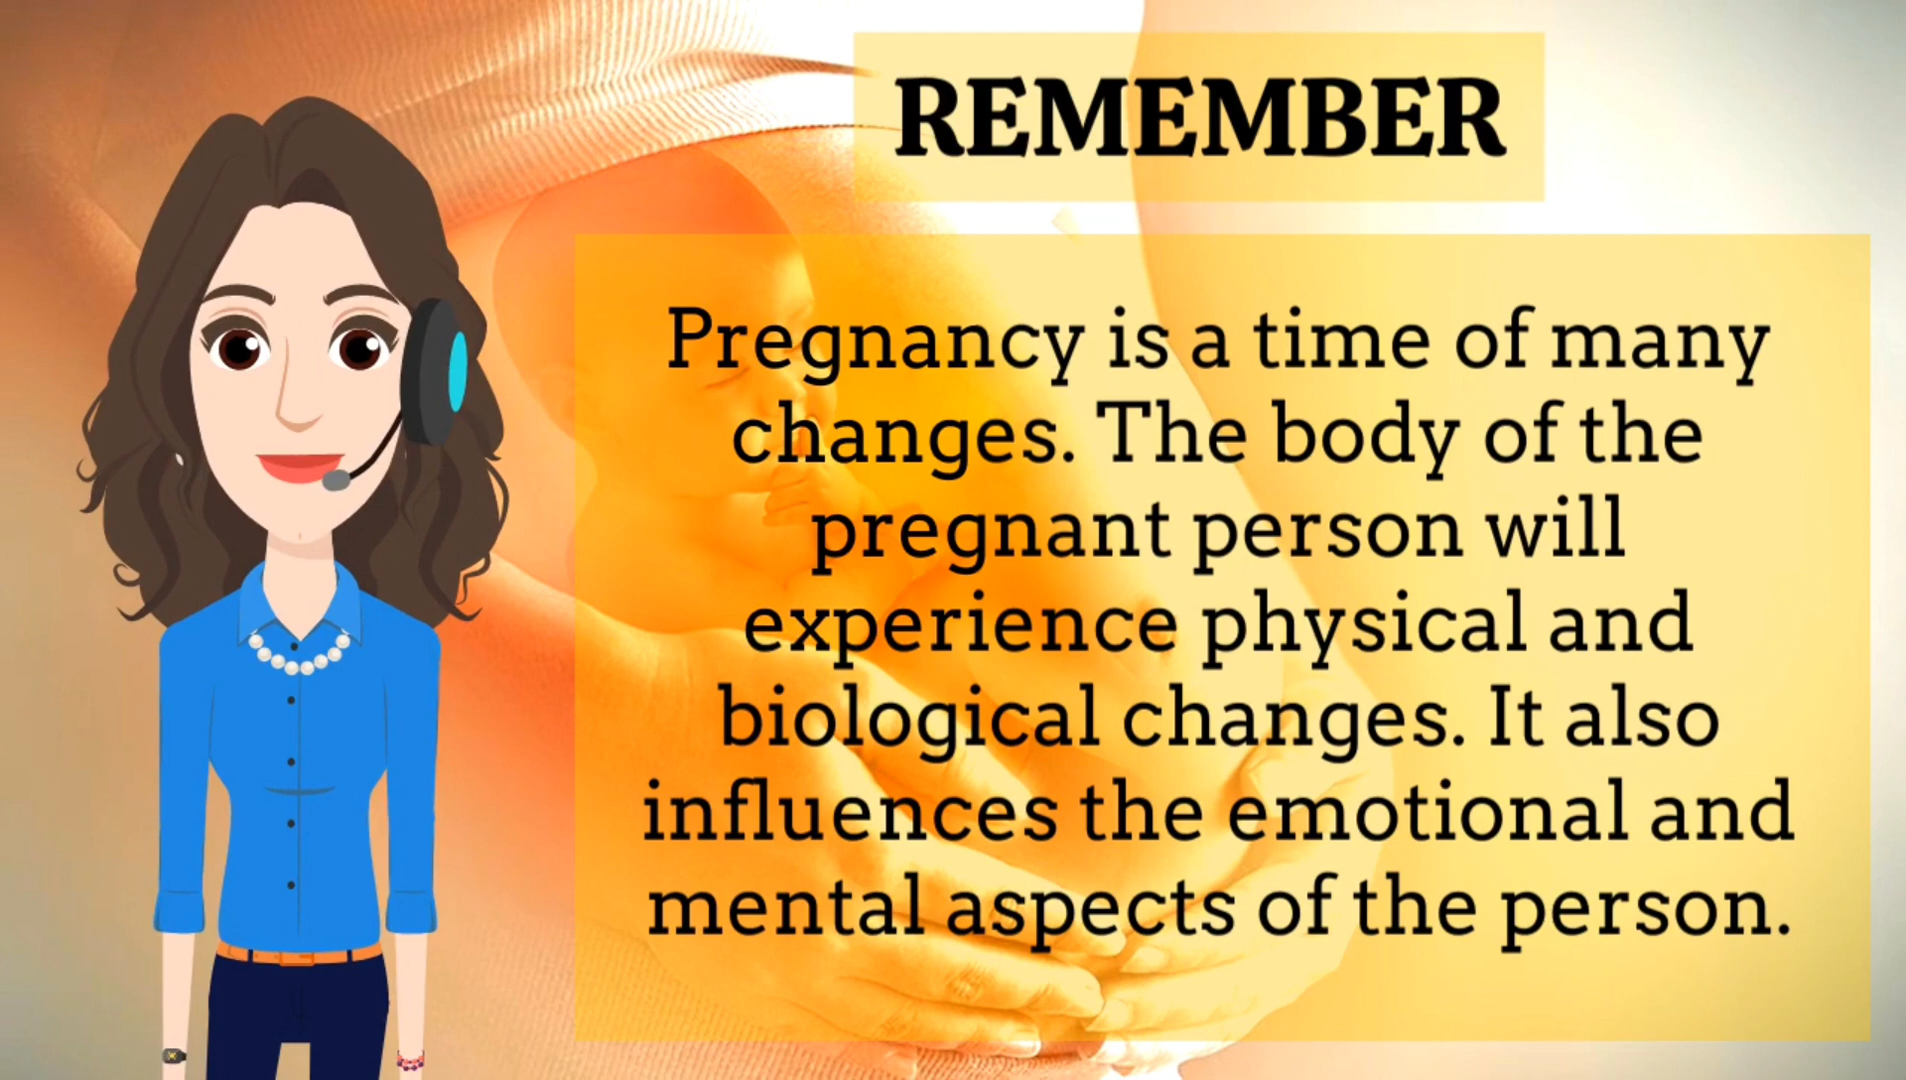 REMEMBER
Pregnancy is a time of many
changes. The body of the
pregnant person will
experience physical and
biological changes. It also
influences the emotional and
mental aspects of the person.